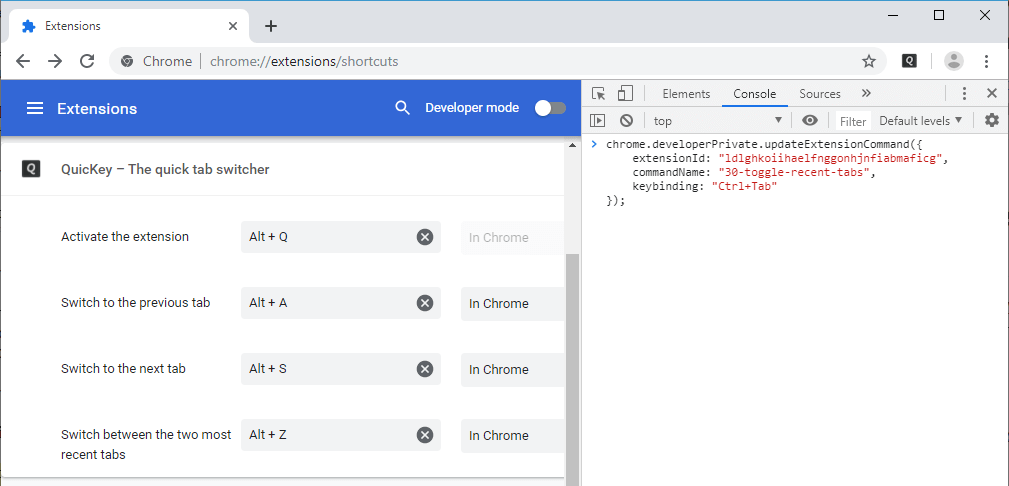 Extensions
Chrome | chrome://extensions/shortcuts
Q
Extensions
Developer mode
Elements Console Sources »
top
Filter
Default levels ▼
Q QuicKey – The quick tab switcher
Activate the extension Alt + Q In Chrome
Switch to the previous tab Alt + A In Chrome
Switch to the next tab Alt + S In Chrome
Switch between the two most Alt + Z In Chrome
recent tabs
> chrome.developerPrivate.updateExtensionCommand({
extensionId: "ldlghkoiihaelfnggonhjnfiabmaficg",
commandName: "30-toggle-recent-tabs",
keybinding: "Ctrl+Tab"
});